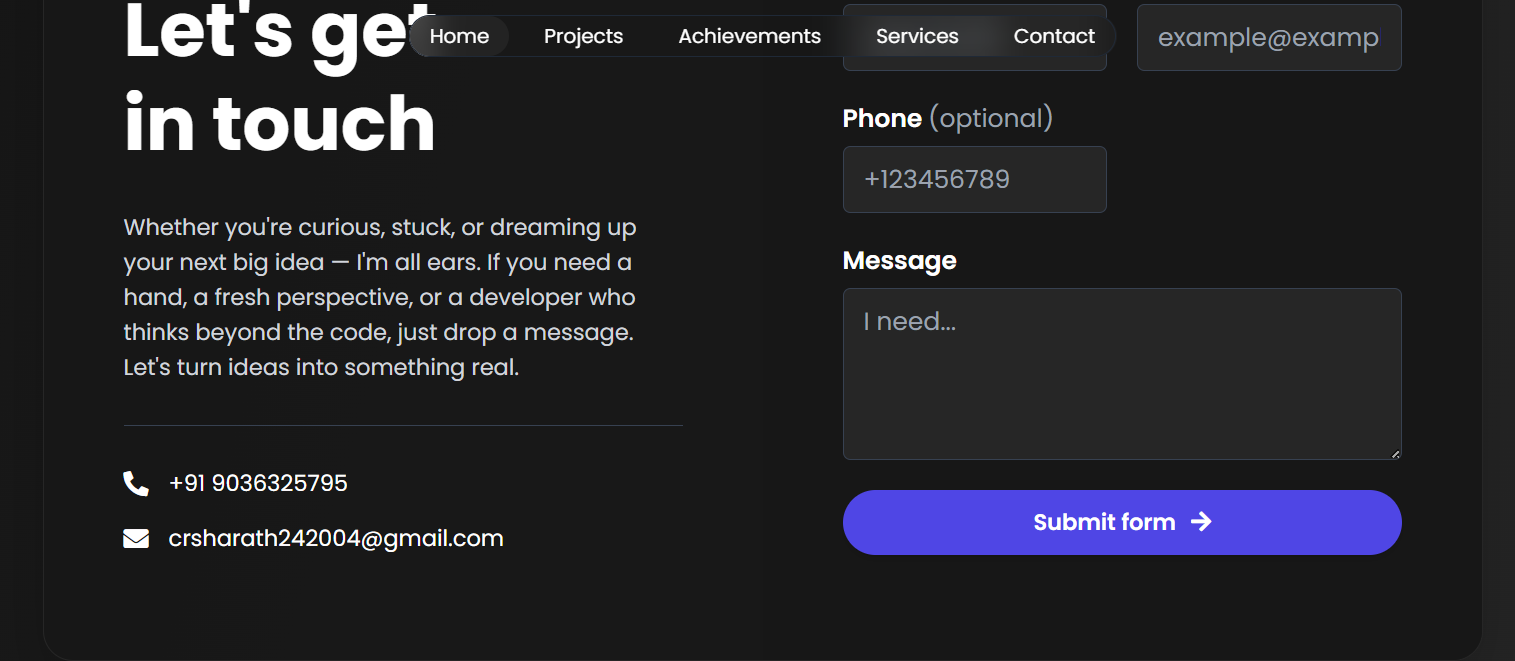 Home Projects Achievements Services Contact
Let's get
in touch
Whether you're curious, stuck, or dreaming up
your next big idea — I'm all ears. If you need a
hand, a fresh perspective, or a developer who
thinks beyond the code, just drop a message.
Let's turn ideas into something real.
+91 9036325795
crsharath242004@gmail.com
example@examp
Phone (optional)
+123456789
Message
I need...
Submit form